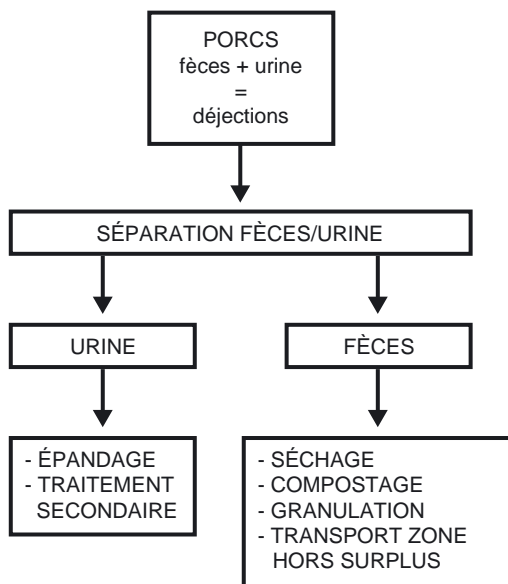 PORCS
fèces + urine
=
déjections
SÉPARATION FÈCES/URINE
URINE
FÈCES
- ÉPANDAGE
- TRAITEMENT
SECONDAIRE
- SÉCHAGE
- COMPOSTAGE
- GRANULATION
- TRANSPORT ZONE
HORS SURPLUS